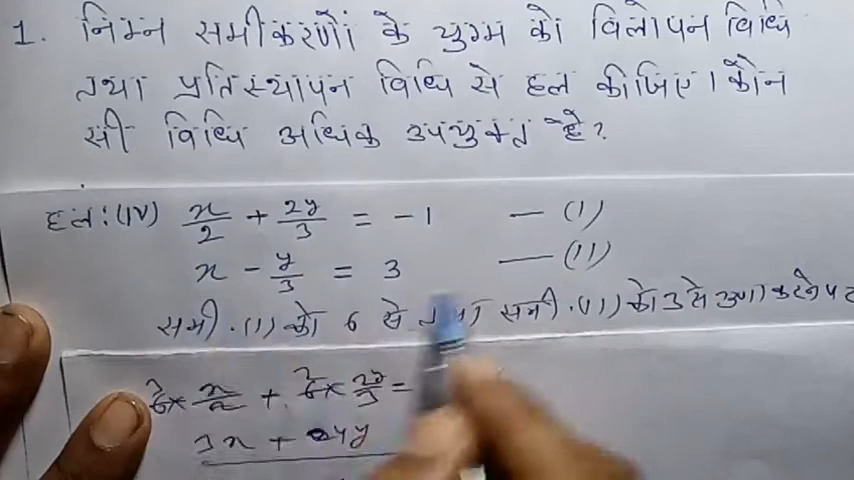 1. निम्न समीकरणों के युग्म को विलोपन विधि
तथा प्रतिस्थापन विधि से हल कीजिए। कौन
सी विधि अधिक उपयुक्त है?
हल:(IV) x/2 + 2y/3 = -1 — (I)
x - y/3 = 3 — (II)
समी.(I) को 6 से तथा समी.(II) को 3 से गुणा करने पर
6× x/2 + 6× 2y/3 =
3x + 4y